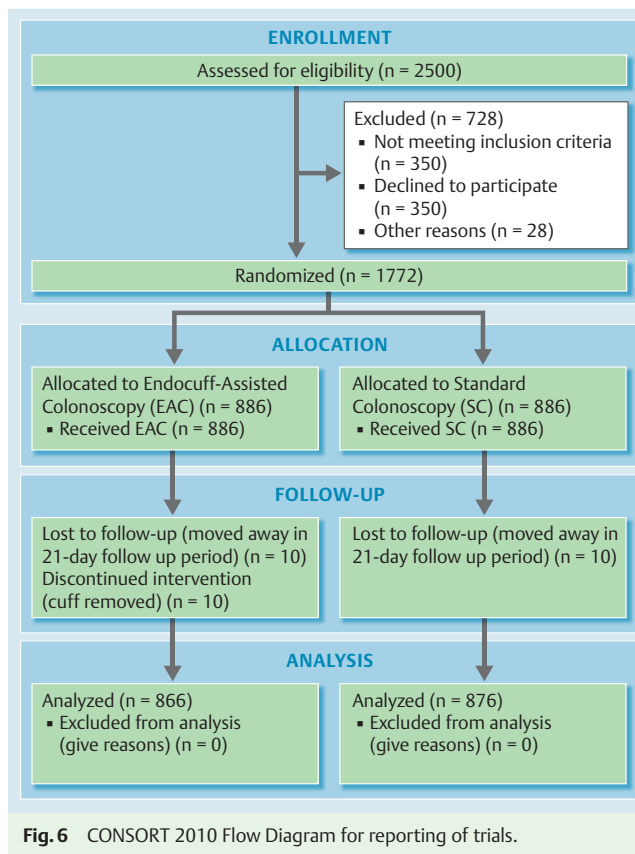 ENROLLMENT
Assessed for eligibility (n = 2500)
Excluded (n = 728)
▪ Not meeting inclusion criteria
(n = 350)
▪ Declined to participate
(n = 350)
▪ Other reasons (n = 28)
Randomized (n = 1772)
ALLOCATION
Allocated to Endocuff-Assisted
Colonoscopy (EAC) (n = 886)
▪ Received EAC (n = 886)
Allocated to Standard
Colonoscopy (SC) (n = 886)
▪ Received SC (n = 886)
FOLLOW-UP
Lost to follow-up (moved away in
21-day follow up period) (n = 10)
Discontinued intervention
(cuff removed) (n = 10)
Lost to follow-up (moved away in
21-day follow up period) (n = 10)
ANALYSIS
Analyzed (n = 866)
▪ Excluded from analysis
(give reasons) (n = 0)
Analyzed (n = 876)
▪ Excluded from analysis
(give reasons) (n = 0)
Fig. 6 CONSORT 2010 Flow Diagram for reporting of trials.